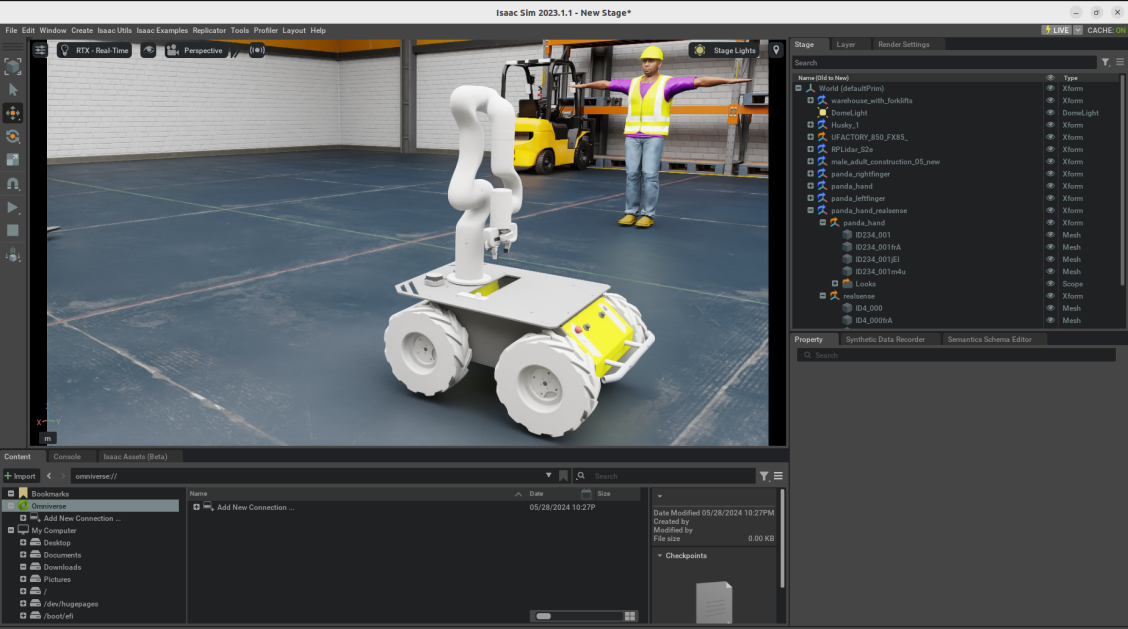 Isaac Sim 2023.1.1 - New Stage*
File Edit Window Create Isaac Utils Isaac Examples Replicator Tools Profiler Layout Help
LIVE CACHE: ON
RTX - Real-Time Perspective Stage Lights
X Y
m
Stage Layer Render Settings
Search
Name (Old to New) Type
World (defaultPrim) Xform
warehouse_with_forklifts Xform
DomeLight DomeLight
Husky_1 Xform
UFACTORY_850_FX85_ Xform
RPLidar_S2e Xform
male_adult_construction_05_new Xform
panda_rightfinger Xform
panda_hand Xform
panda_leftfinger Xform
panda_hand_realsense Xform
panda_hand Xform
ID234_001 Mesh
ID234_001frA Mesh
ID234_001jEI Mesh
ID234_001m4u Mesh
Looks Scope
realsense Xform
ID4_000 Mesh
ID4_000frA Mesh
Property Synthetic Data Recorder Semantics Schema Editor
Search
Content Console Isaac Assets (Beta)
Import omniverse:// Search
Bookmarks
Omniverse
Add New Connection ...
My Computer
Desktop
Documents
Downloads
Pictures
/
/dev/hugepages
/boot/efi
Name Date Size
Add New Connection ... 05/28/2024 10:27P
Date Modified 05/28/2024 10:27PM
Created by
Modified by
File size 0.00 KB
Checkpoints